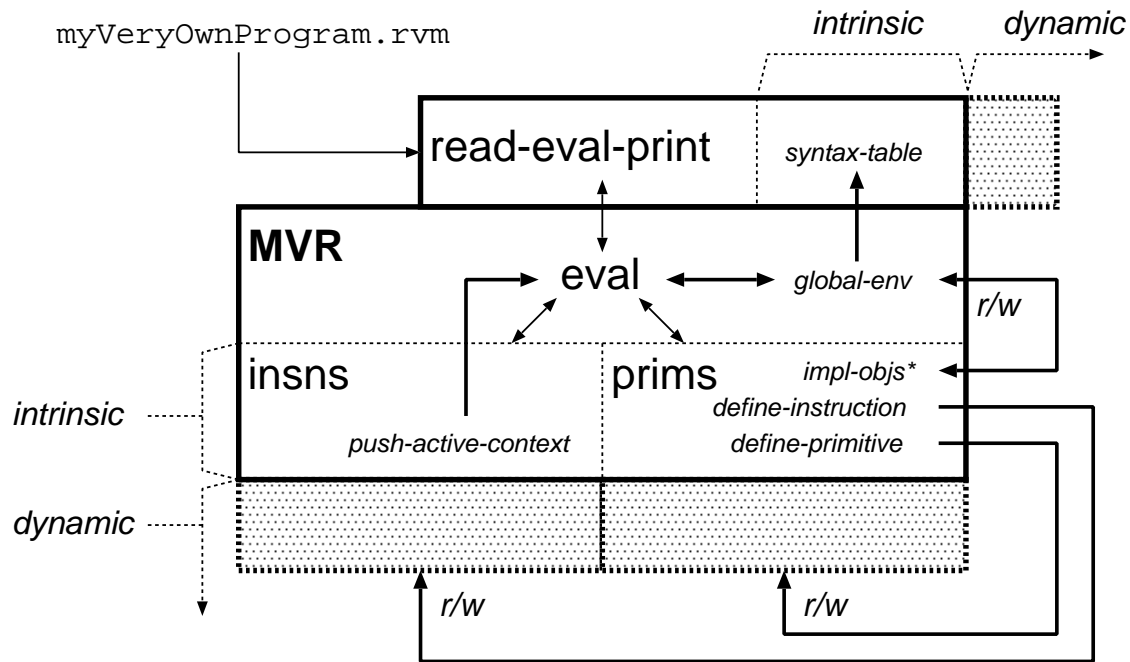 intrinsic dynamic
myVeryOwnProgram.rvm
read-eval-print syntax-table
MVR
eval global-env
r/w
insns prims impl-objs*
intrinsic define-instruction
push-active-context define-primitive
dynamic
r/w r/w